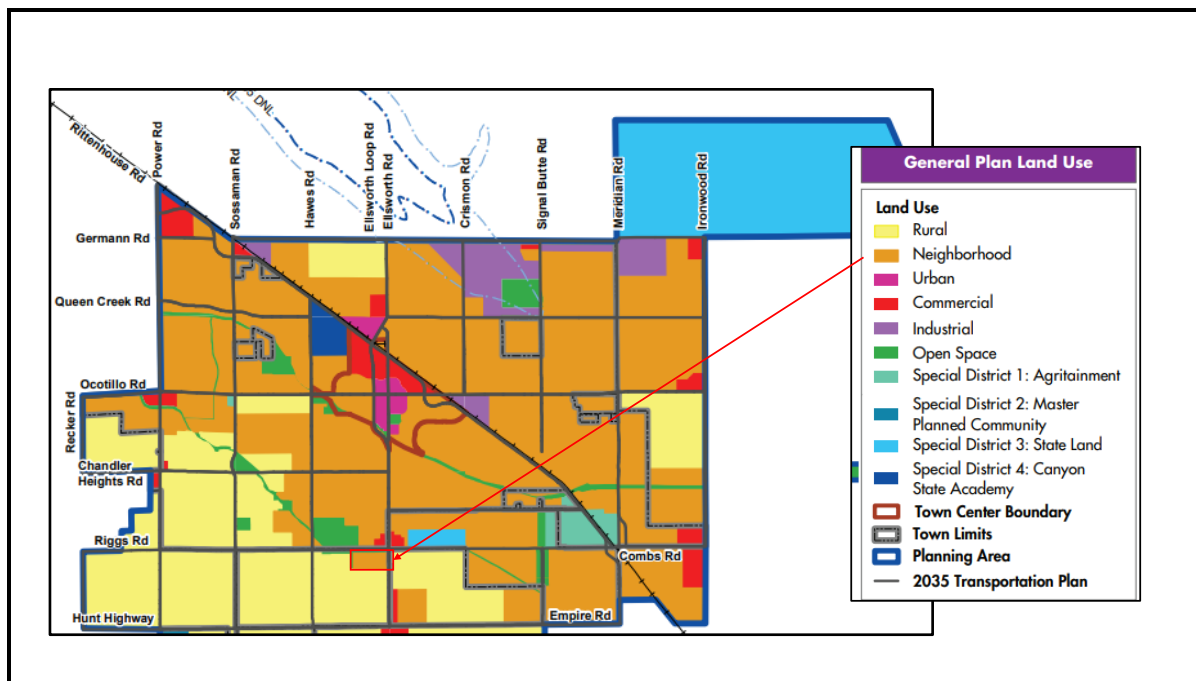 DNL
5 DNL
Rittenhouse Rd
Power Rd
Sossaman Rd
Hawes Rd
Ellsworth Loop Rd
Ellsworth Rd
Crismon Rd
Signal Butte Rd
Meridian Rd
Ironwood Rd
Germann Rd
Queen Creek Rd
Ocotillo Rd
Recker Rd
Chandler
Heights Rd
Riggs Rd
Combs Rd
Hunt Highway
Empire Rd
General Plan Land Use
Land Use
Rural
Neighborhood
Urban
Commercial
Industrial
Open Space
Special District 1: Agritainment
Special District 2: Master
Planned Community
Special District 3: State Land
Special District 4: Canyon
State Academy
Town Center Boundary
Town Limits
Planning Area
2035 Transportation Plan